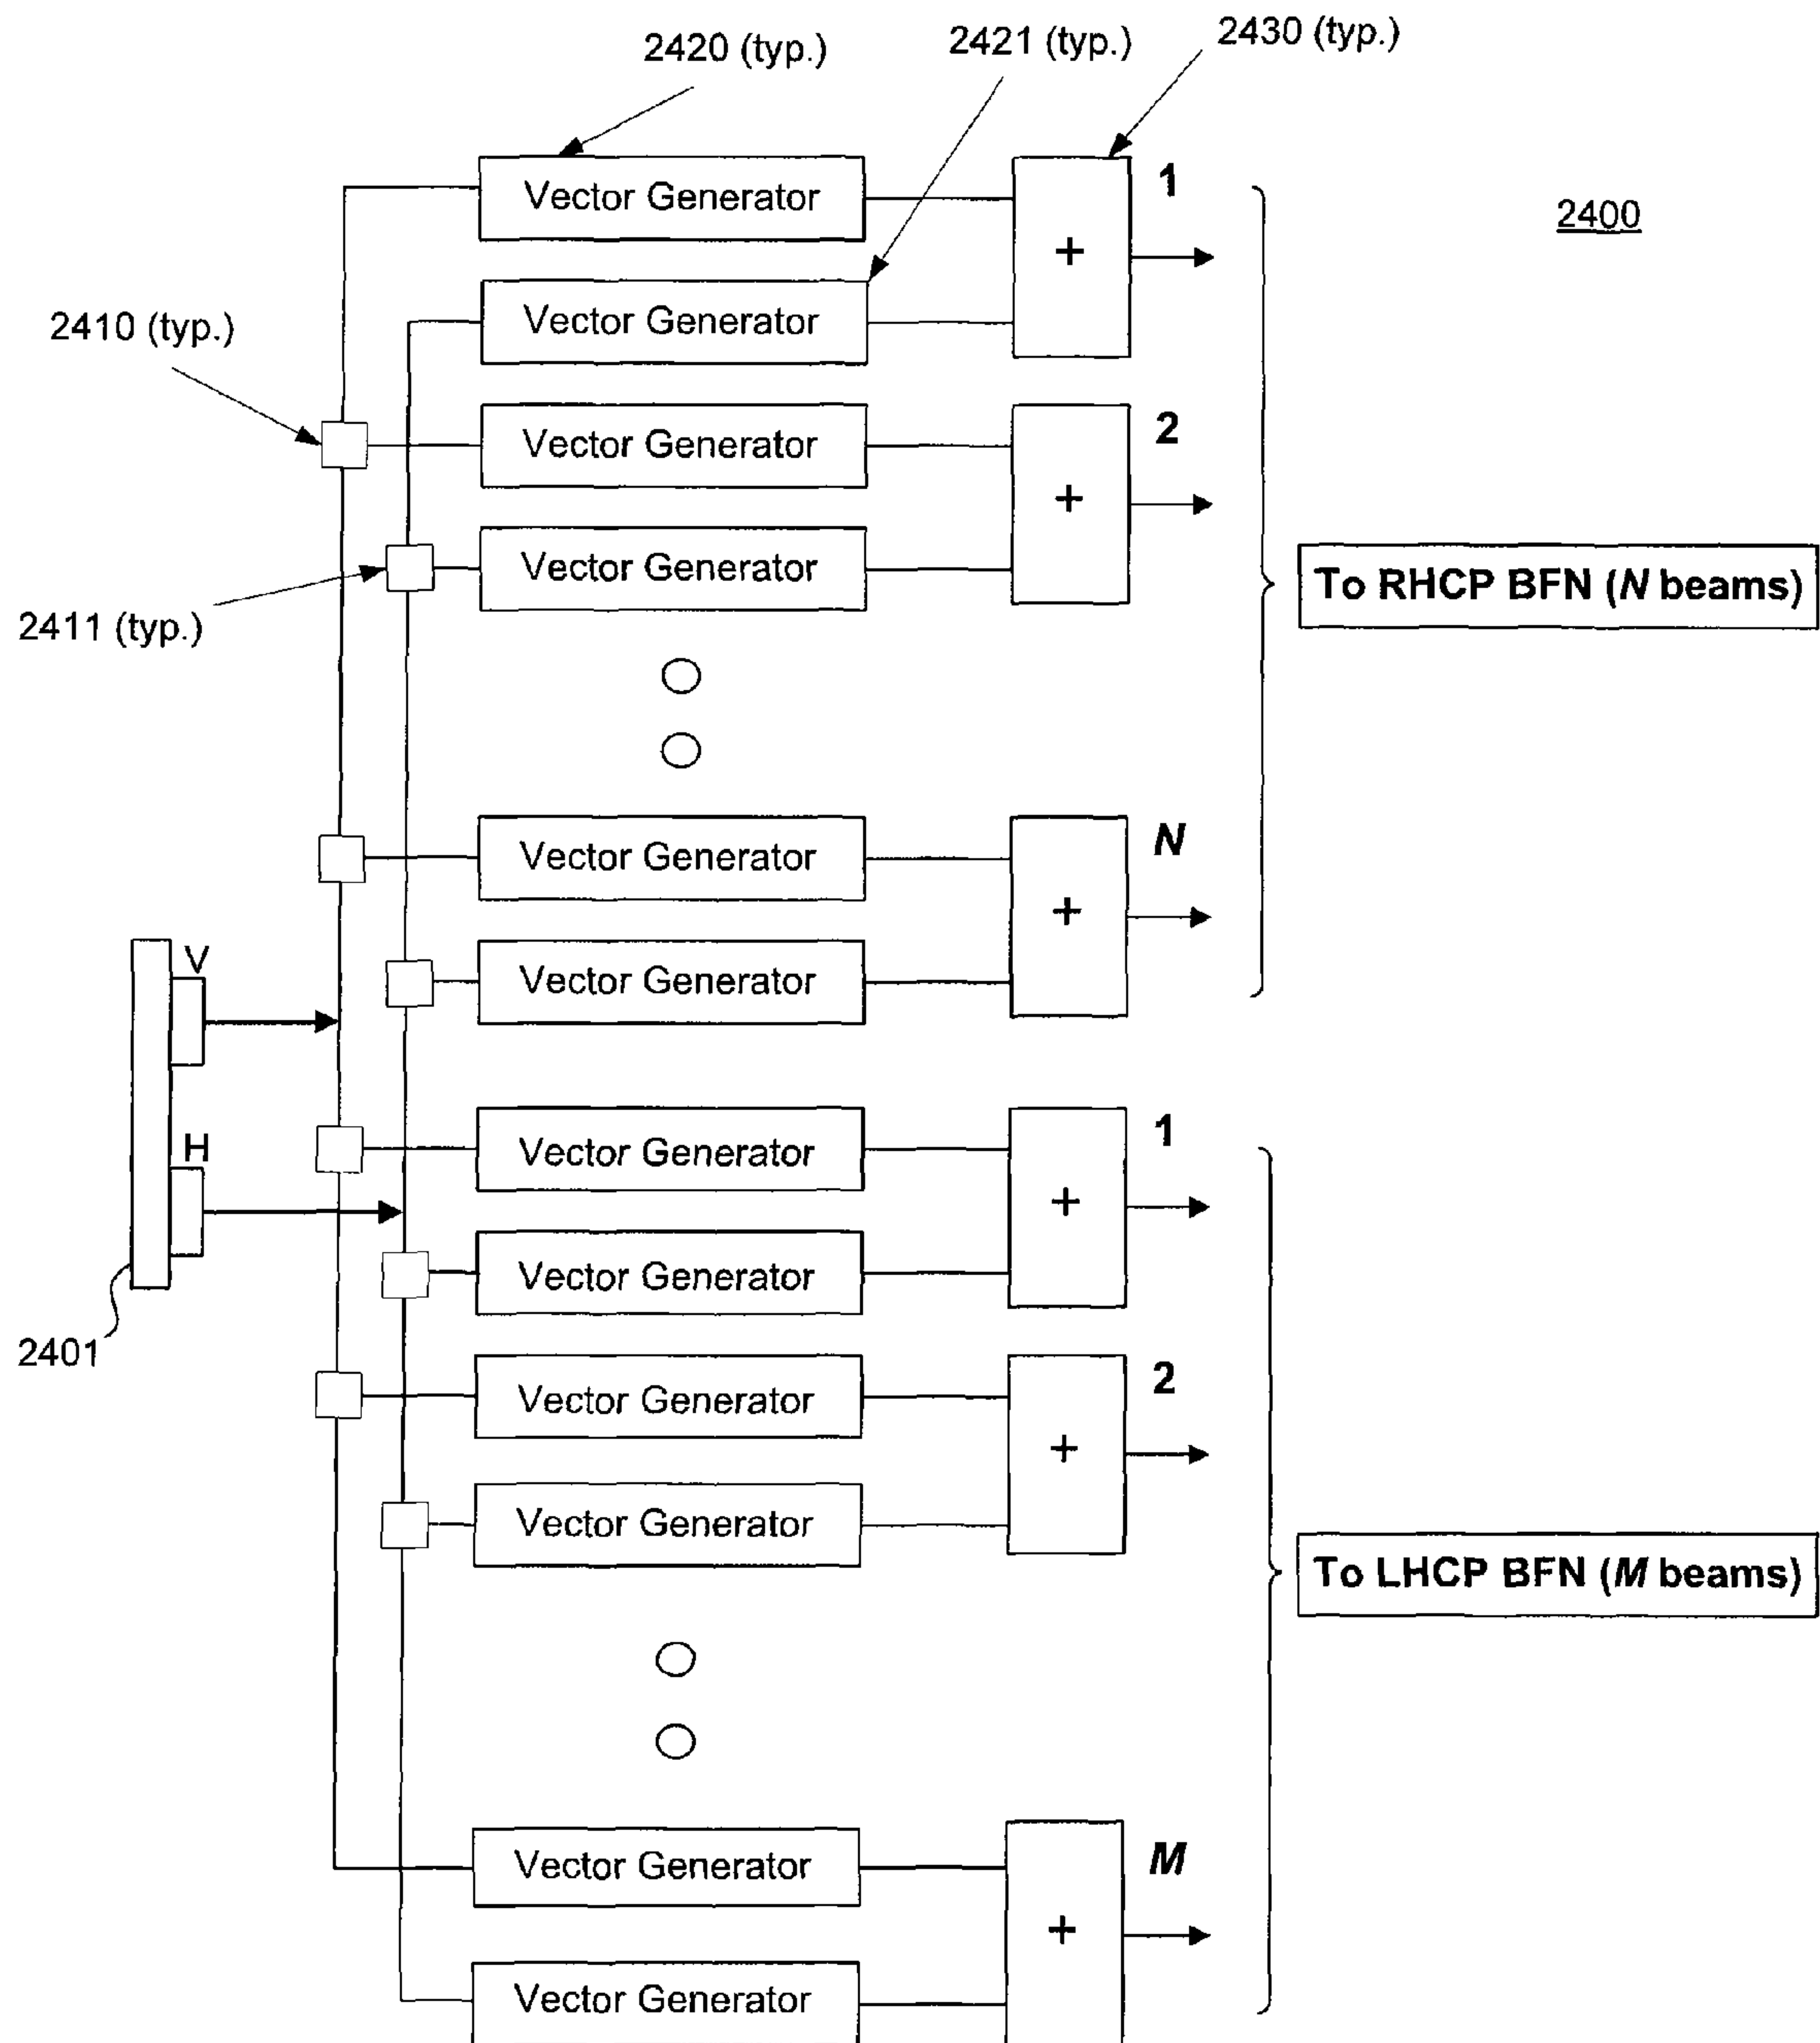 2420 (typ.)
2421 (typ.)
2430 (typ.)
Vector Generator
1
2400
+
Vector Generator
2410 (typ.)
Vector Generator
2
+
Vector Generator
To RHCP BFN (N beams)
2411 (typ.)
Vector Generator
N
+
V
Vector Generator
Vector Generator
1
H
+
Vector Generator
2401
Vector Generator
2
+
Vector Generator
To LHCP BFN (M beams)
Vector Generator
M
+
Vector Generator